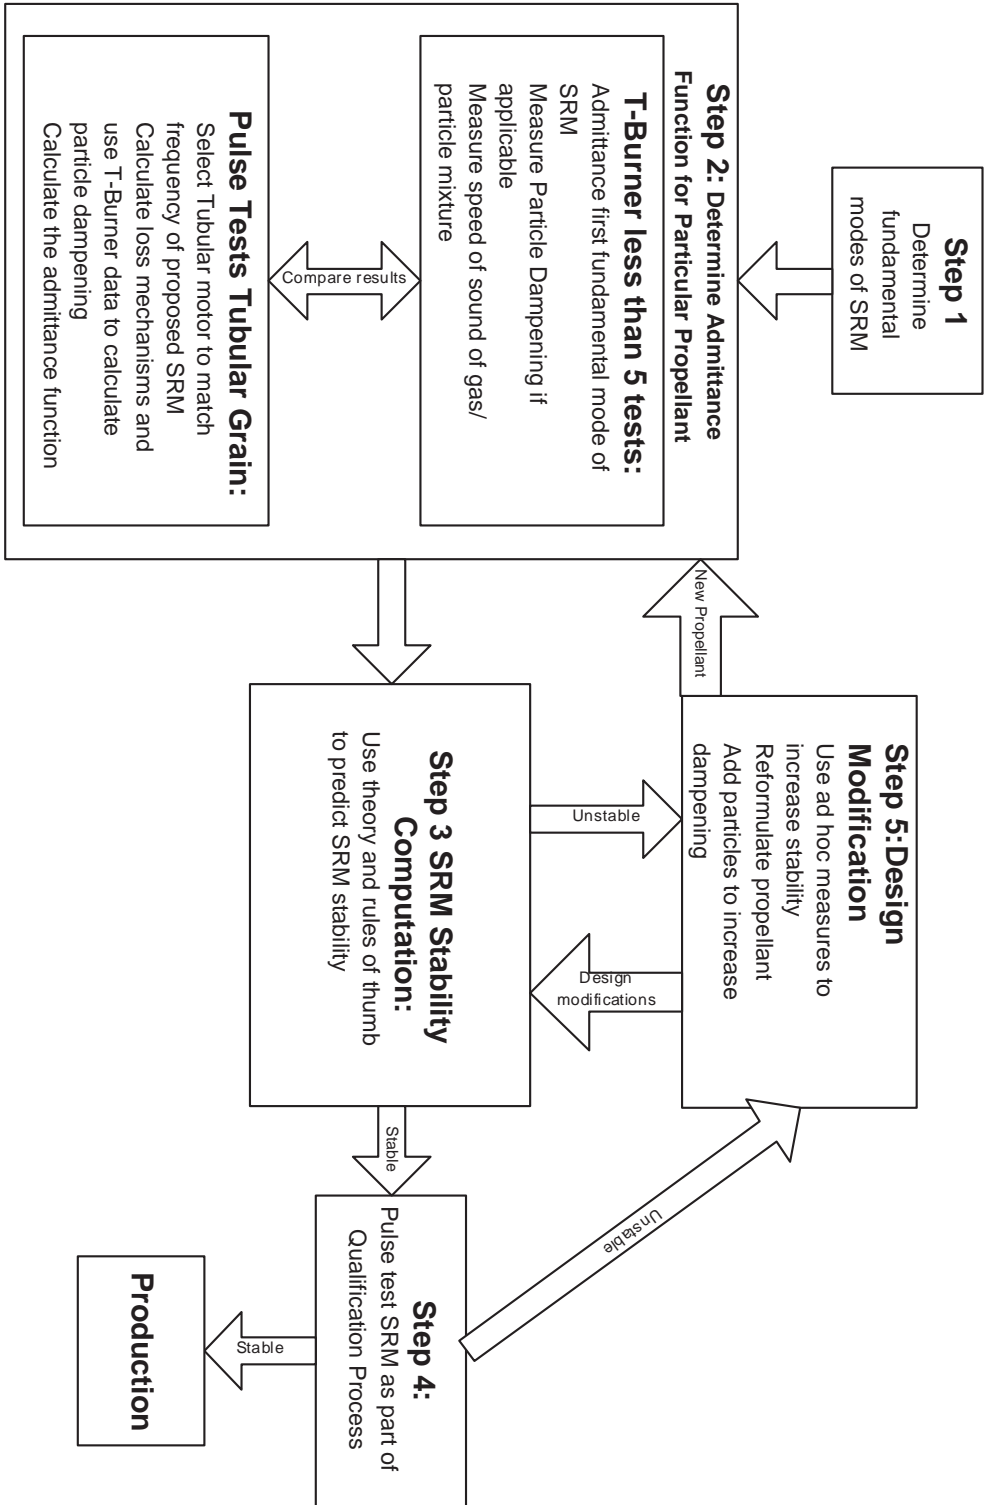 Step 1
Determine
fundamental
modes of SRM
Step 2: Determine Admittance
Function for Particular Propellant
T-Burner less than 5 tests:
Admittance first fundamental mode of
SRM
Measure Particle Dampening if
applicable
Measure speed of sound of gas/
particle mixture
Compare results
Pulse Tests Tubular Grain:
Select Tubular motor to match
frequency of proposed SRM
Calculate loss mechanisms and
use T-Burner data to calculate
particle dampening
Calculate the admittance function
New Propellant
Step 5:Design
Modification
Use ad hoc measures to
increase stability
Reformulate propellant
Add particles to increase
dampening
Unstable
Design
modifications
Step 3 SRM Stability
Computation:
Use theory and rules of thumb
to predict SRM stability
Stable
Unstable
Step 4:
Pulse test SRM as part of
Qualification Process
Stable
Production